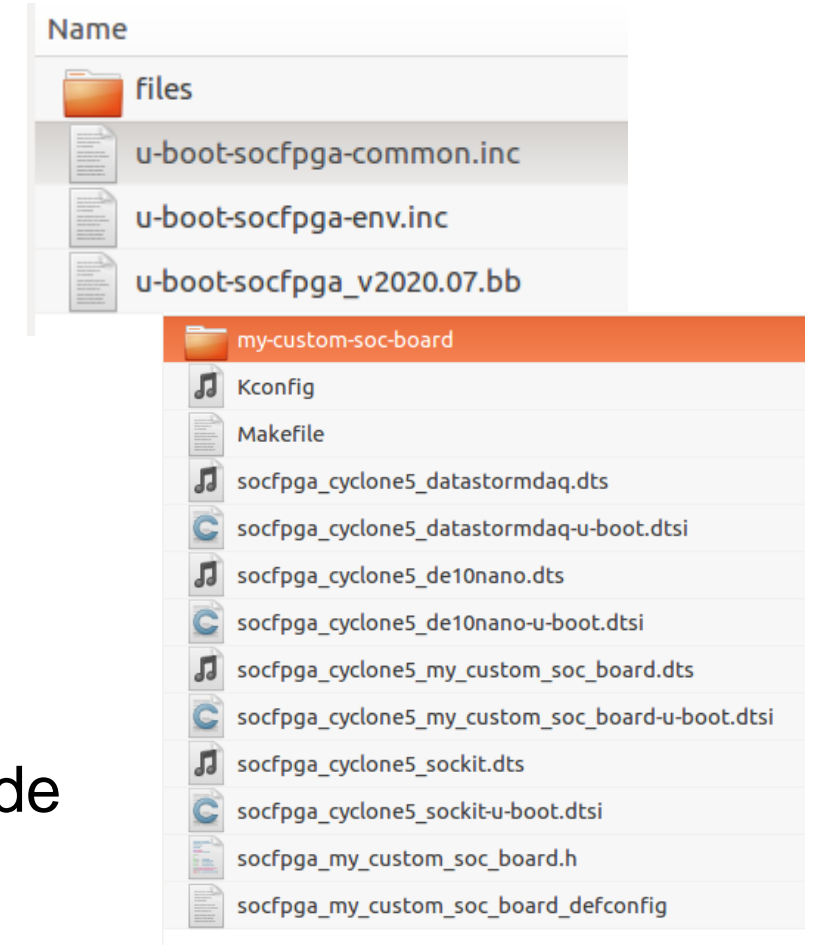 Name
files
u-boot-socfpga-common.inc
u-boot-socfpga-env.inc
u-boot-socfpga_v2020.07.bb
my-custom-soc-board
Kconfig
Makefile
socfpga_cyclone5_datastormdaq.dts
socfpga_cyclone5_datastormdaq-u-boot.dtsi
socfpga_cyclone5_de10nano.dts
socfpga_cyclone5_de10nano-u-boot.dtsi
socfpga_cyclone5_my_custom_soc_board.dts
socfpga_cyclone5_my_custom_soc_board-u-boot.dtsi
socfpga_cyclone5_sockit.dts
de
socfpga_cyclone5_sockit-u-boot.dtsi
socfpga_my_custom_soc_board.h
socfpga_my_custom_soc_board_defconfig